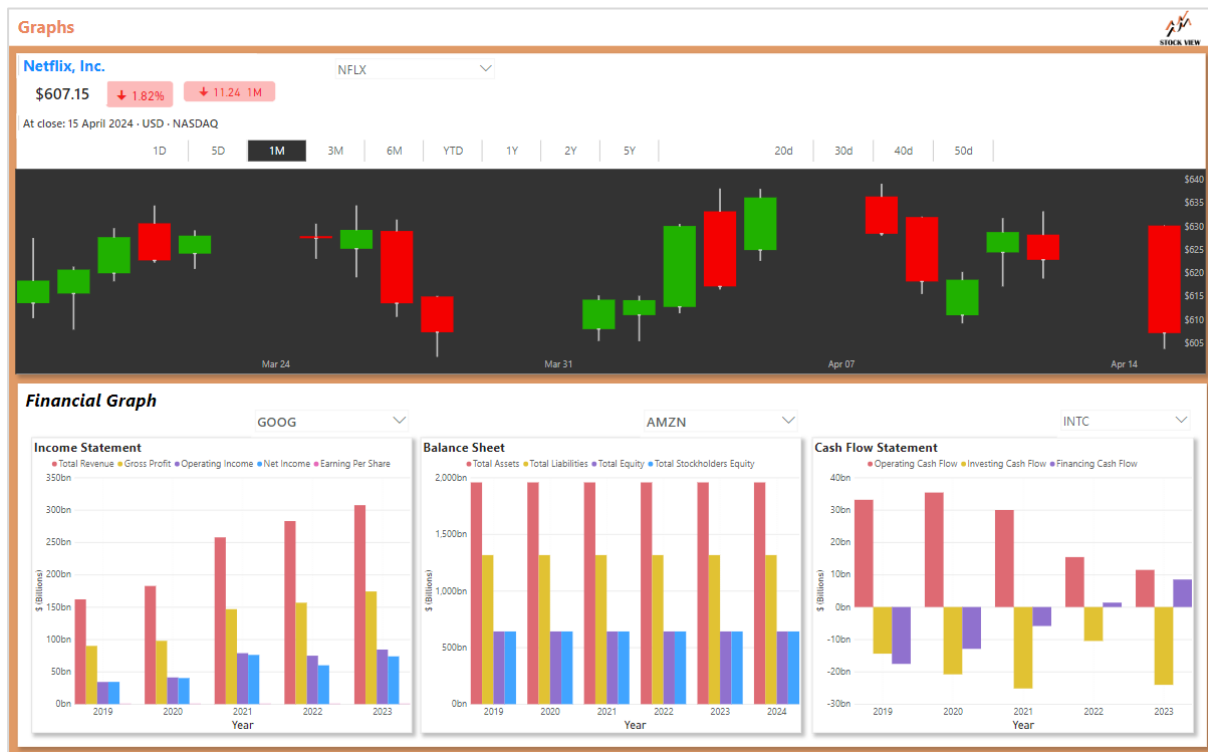 Graphs
STOCK VIEW
Netflix, Inc.
NFLX
$607.15
1.82%
11.24 1M
At close: 15 April 2024 · USD · NASDAQ
1D 5D 1M 3M 6M YTD 1Y 2Y 5Y 20d 30d 40d 50d
$640
$635
$630
$625
$620
$615
$610
$605
Mar 24 Mar 31 Apr 07 Apr 14
Financial Graph
GOOG
Income Statement
Total Revenue Gross Profit Operating Income Net Income Earning Per Share
350bn
300bn
250bn
200bn
150bn
100bn
50bn
0bn
$ (Billions)
2019 2020 2021 2022 2023
Year
AMZN
Balance Sheet
Total Assets Total Liabilities Total Equity Total Stockholders Equity
2,000bn
1,500bn
1,000bn
500bn
0bn
$ (Billions)
2019 2020 2021 2022 2023 2024
Year
INTC
Cash Flow Statement
Operating Cash Flow Investing Cash Flow Financing Cash Flow
40bn
30bn
20bn
10bn
0bn
-10bn
-20bn
-30bn
$ (Billions)
2019 2020 2021 2022 2023
Year